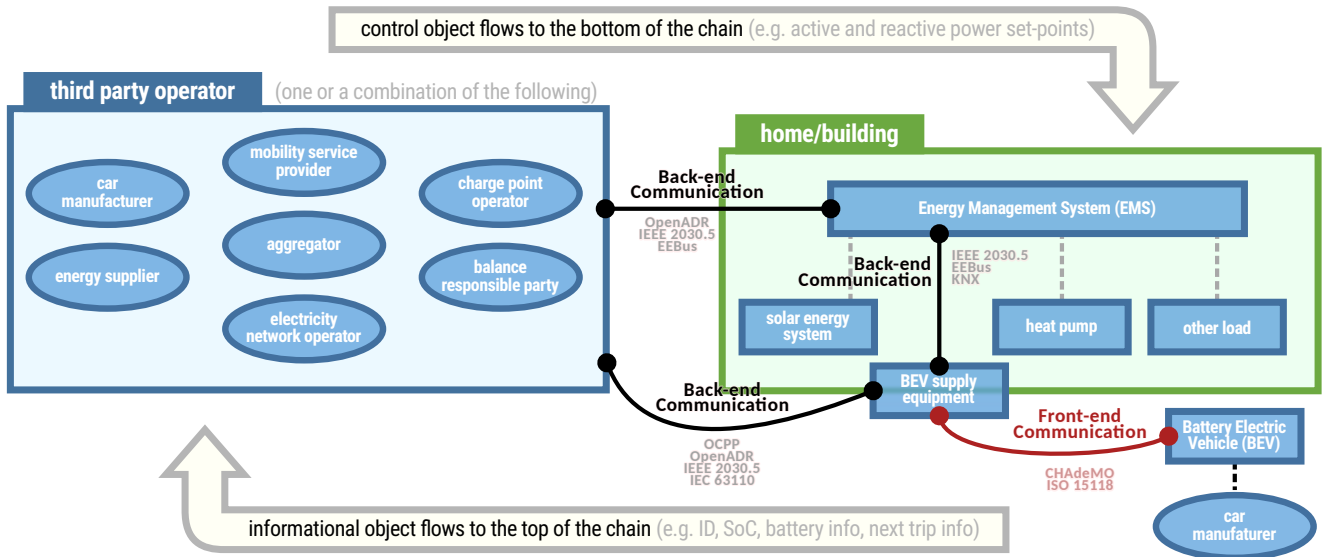 control object flows to the bottom of the chain (e.g. active and reactive power set-points)
third party operator
(one or a combination of the following)
car
manufacturer
energy supplier
mobility service
provider
aggregator
electricity
network operator
charge point
operator
balance
responsible party
Back-end
Communication
OpenADR
IEEE 2030.5
EEBus
home/building
Energy Management System (EMS)
Back-end
Communication
IEEE 2030.5
EEBus
KNX
solar energy
system
heat pump
other load
BEV supply
equipment
Back-end
Communication
OCPP
OpenADR
IEEE 2030.5
IEC 63110
Front-end
Communication
CHAdeMO
ISO 15118
Battery Electric
Vehicle (BEV)
car
manufaturer
informational object flows to the top of the chain (e.g. ID, SoC, battery info, next trip info)